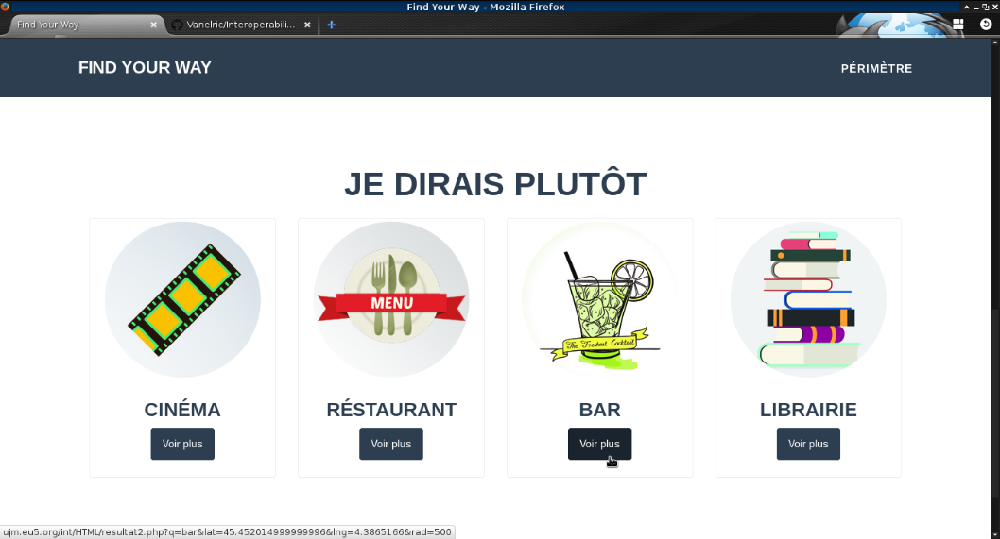 Find Your Way - Mozilla Firefox
Find Your Way
Vanelric/Interoperabili...
FIND YOUR WAY
PÉRIMÈTRE
JE DIRAIS PLUTÔT
MENU
The Freshest Cocktail
CINÉMA
RÉSTAURANT
BAR
LIBRAIRIE
Voir plus
Voir plus
Voir plus
Voir plus
ujm.eu5.org/int/HTML/resultat2.php?q=bar&lat=45.452014999999996&lng=4.3865166&rad=500